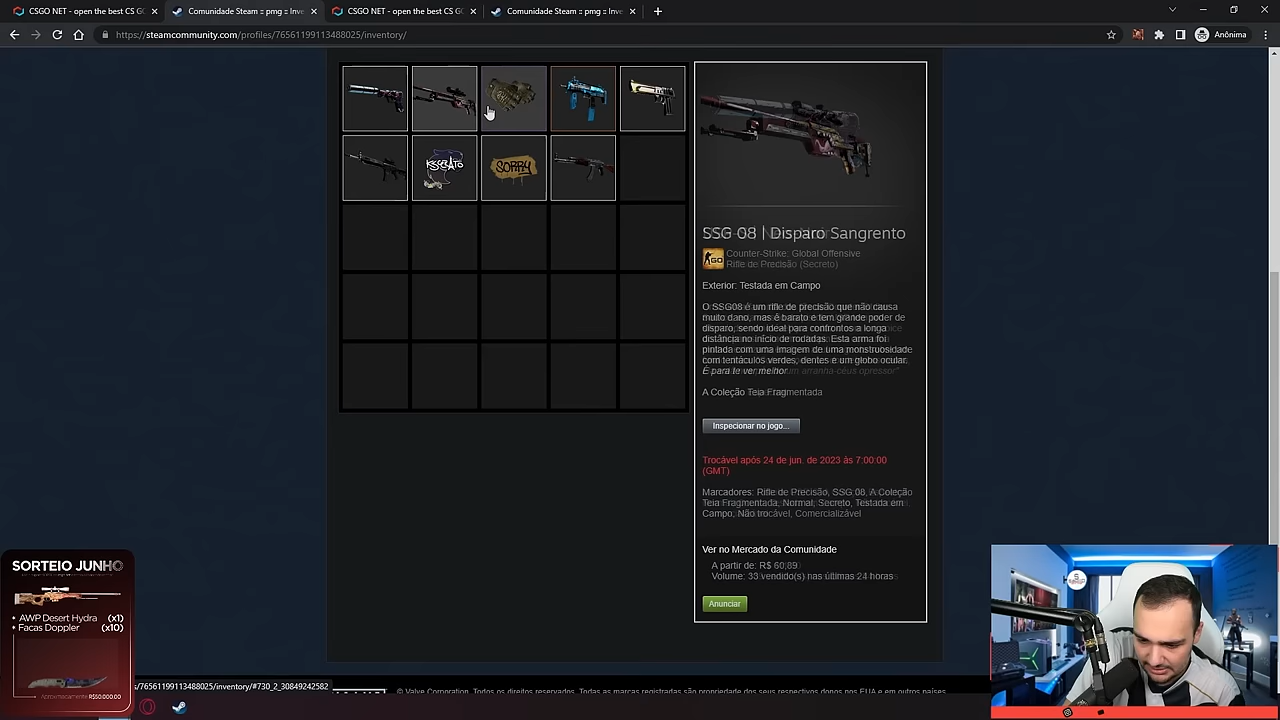 CSGO NET - open the best CS G
Comunidade Steam :: pmg :: Inve
CSGO NET - open the best CS G
Comunidade Steam :: pmg :: Inve
https://steamcommunity.com/profiles/76561199113488025/inventory/
Anônima
SORRY
SSG 08 | Disparo Sangrento
Counter-Strike: Global Offensive
Rifle de Precisão (Secreto)
Exterior: Testada em Campo
O SSG08 é um rifle de precisão que não causa
muito dano, mas é barato e tem grande poder de
disparo, sendo ideal para confrontos a longa
distância no início de rodadas. Esta arma foi
pintada com uma imagem de uma monstruosidade
com tentáculos verdes, dentes e um globo ocular.
É para te ver melhor
A Coleção Teia Fragmentada
Inspecionar no jogo...
Trocável após 24 de jun. de 2023 às 7:00:00
(GMT)
Marcadores: Rifle de Precisão, SSG 08, A Coleção
Teia Fragmentada, Normal, Secreto, Testada em
Campo, Não trocável, Comercializável
Ver no Mercado da Comunidade
A partir de: R$ 60,89
Volume: 33 vendido(s) nas últimas 24 horas
Anunciar
SORTEIO JUNHO
+ AWP Desert Hydra (x1)
+ Facas Doppler (x10)
Aproximadamente R$50.000,00
s/76561199113488025/inventory/#730_2_30849242582
© Valve Corporation. Todos os direitos reservados. Todas as marcas registradas são propriedade dos seus respectivos donos nos EUA e em outros países.